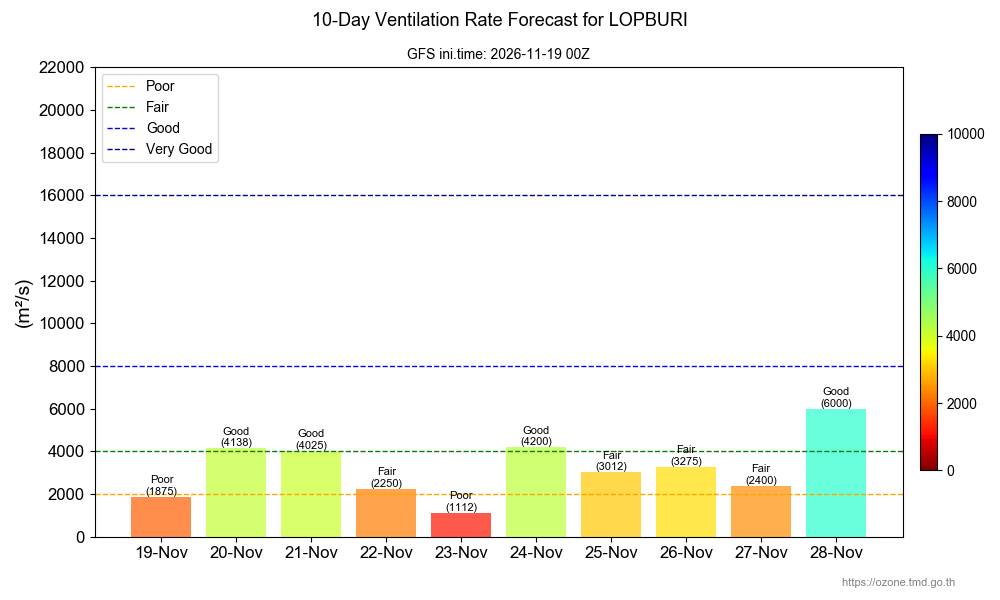 10-Day Ventilation Rate Forecast for LOPBURI
GFS ini.time: 2026-11-19 00Z
(m²/s)
22000
20000
18000
16000
14000
12000
10000
8000
6000
4000
2000
0
Poor
Fair
Good
Very Good
Poor
(1875)
Good
(4138)
Good
(4025)
Fair
(2250)
Poor
(1112)
Good
(4200)
Fair
(3012)
Fair
(3275)
Fair
(2400)
Good
(6000)
19-Nov
20-Nov
21-Nov
22-Nov
23-Nov
24-Nov
25-Nov
26-Nov
27-Nov
28-Nov
10000
8000
6000
4000
2000
0
https://ozone.tmd.go.th